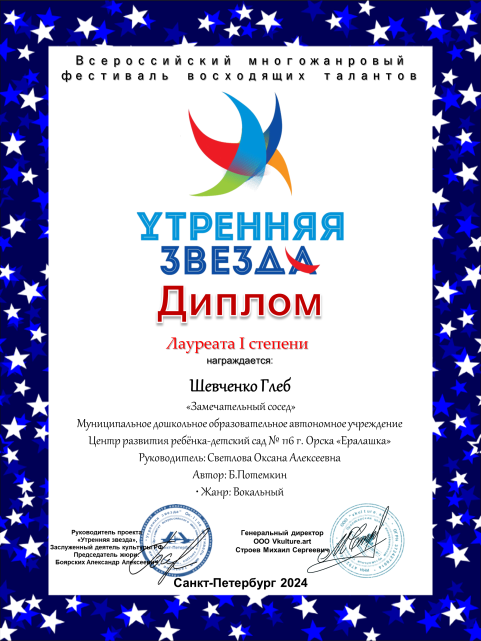 Всероссийский многожанровый
фестиваль восходящих талантов
УТРЕННЯЯ
ЗВЕЗДА
Диплом
Лауреата I степени
награждается:
Шевченко Глеб
«Замечательный сосед»
Муниципальное дошкольное образовательное автономное учреждение
Центр развития ребёнка-детский сад № 116 г. Орска «Ералашка»
Руководитель: Светлова Оксана Алексеевна
Автор: Б.Потемкин
• Жанр: Вокальный
Руководитель проекта
«Утренняя звезда»,
Заслуженный деятель культуры РФ
Председатель жюри:
Боярских Александр Алексеевич
Генеральный директор
ООО Vkulture.art
Строев Михаил Сергеевич
Санкт-Петербург 2024